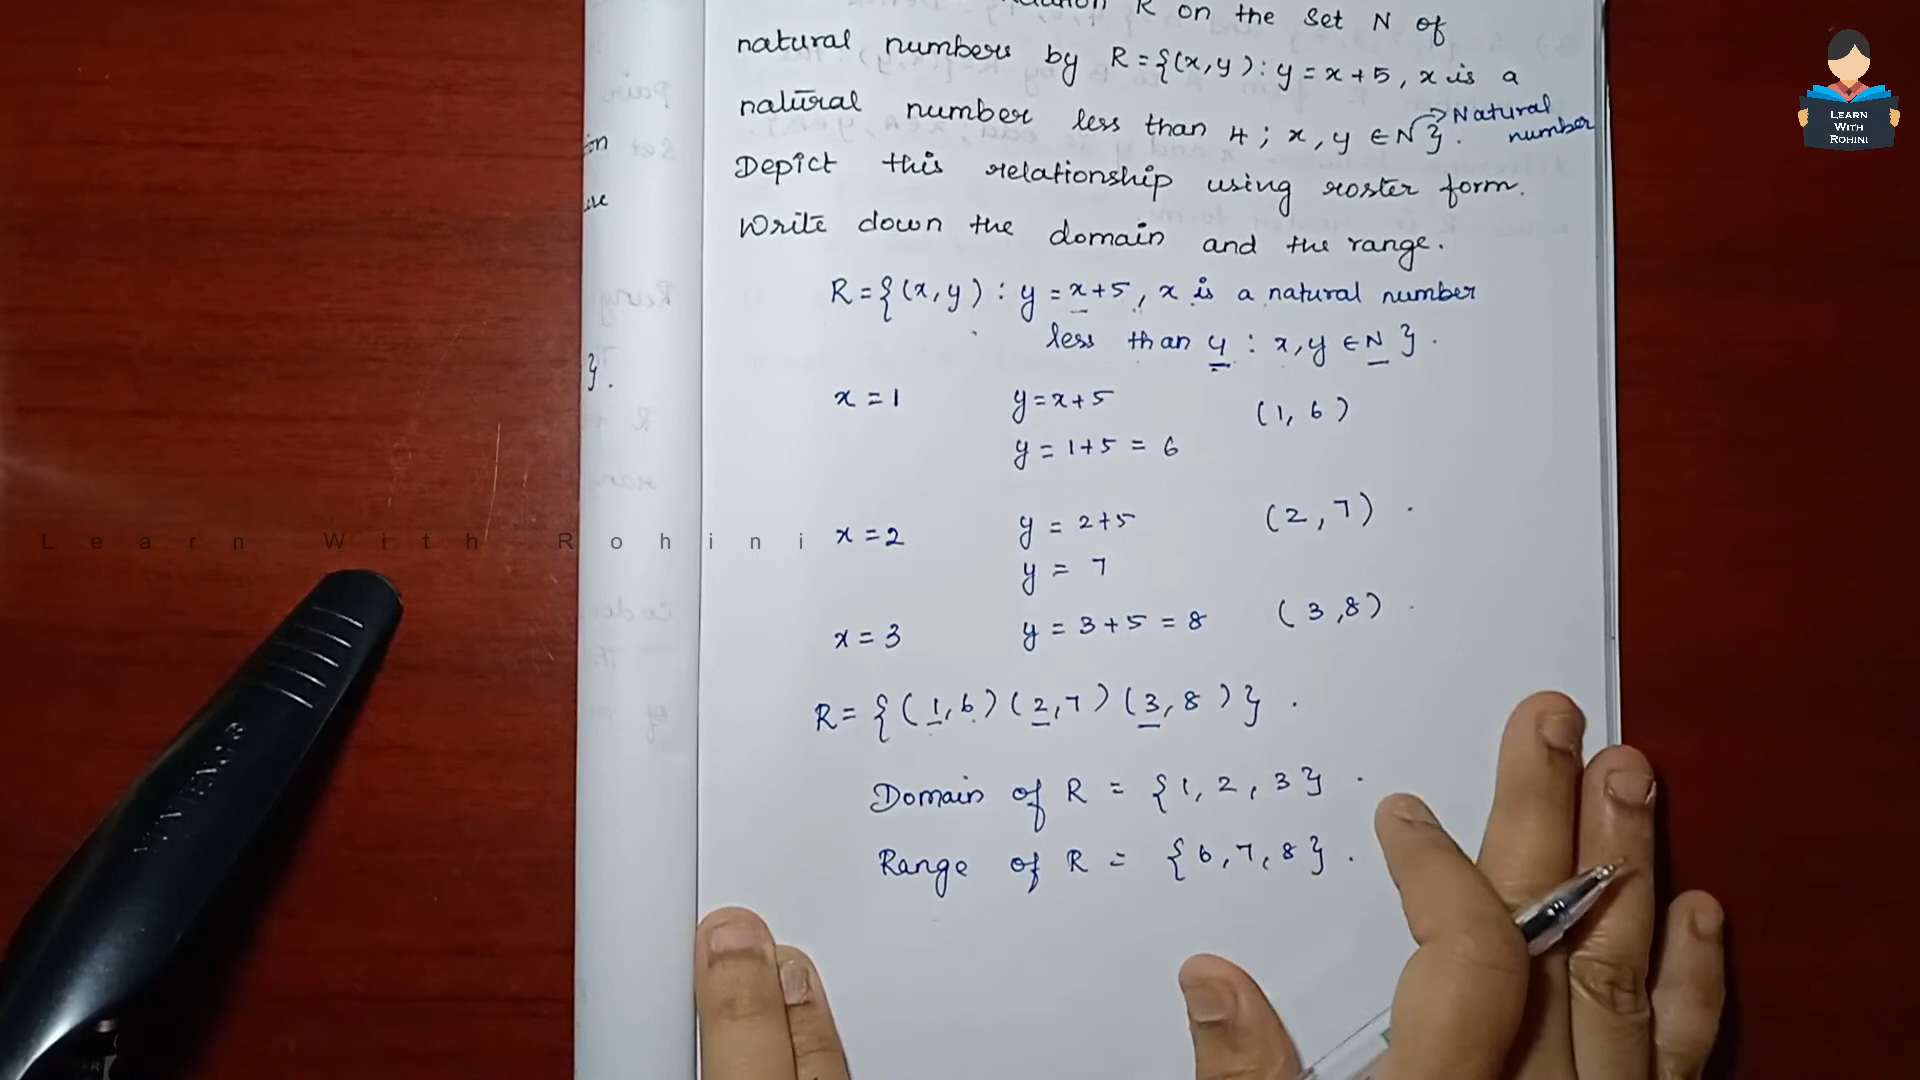 R on the set N of
natural numbers by R={(x,y): y=x+5, x is a
natural number less than 4; x, y ∈ N}. Natural number
Depict this relationship using roster form.
Write down the domain and the range.
R={(x,y): y=x+5, x is a natural number
less than 4 : x,y ∈ N}.
x=1 y=x+5 (1, 6)
y=1+5=6
x=2 y=2+5 (2,7).
y=7
x=3 y=3+5=8 (3,8).
R={(1,6)(2,7)(3,8)}.
Domain of R = {1,2,3}.
Range of R = {6,7,8}.
LEARN
WITH
ROHINI
Learn With Rohini